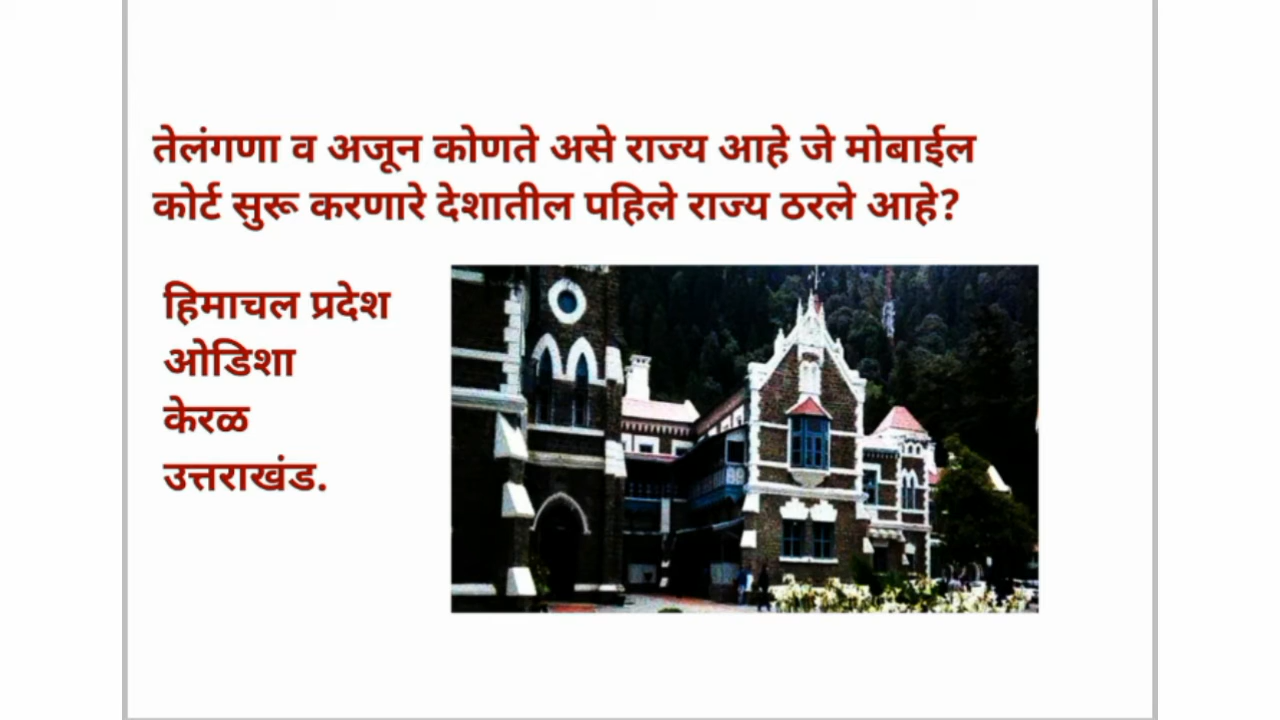 तेलंगणा व अजून कोणते असे राज्य आहे जे मोबाईल
कोर्ट सुरू करणारे देशातील पहिले राज्य ठरले आहे?
हिमाचल प्रदेश
ओडिशा
केरळ
उत्तराखंड.